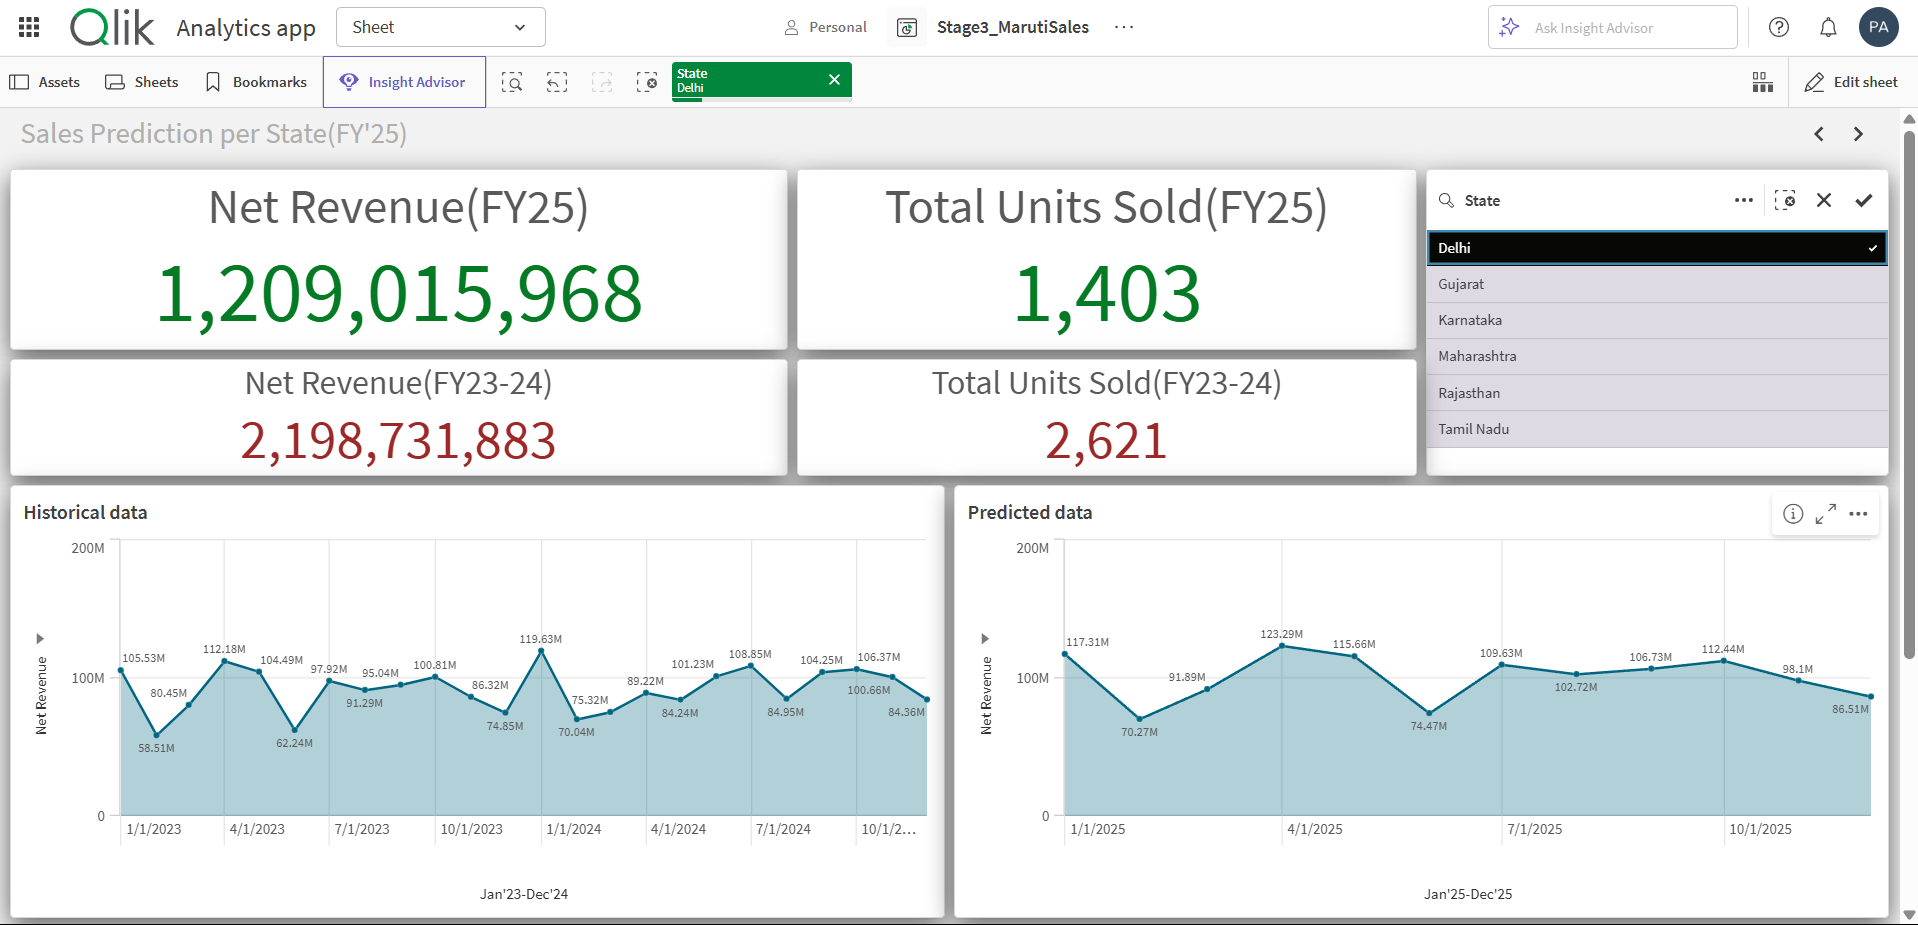 Qlik Analytics app Sheet Personal Stage3_MarutiSales ... Ask Insight Advisor PA
Assets Sheets Bookmarks Insight Advisor State Edit sheet
Delhi
Sales Prediction per State(FY'25)
Net Revenue(FY25)
1,209,015,968
Total Units Sold(FY25)
1,403
State
Delhi
Gujarat
Karnataka
Maharashtra
Rajasthan
Tamil Nadu
Net Revenue(FY23-24)
2,198,731,883
Total Units Sold(FY23-24)
2,621
Historical data
Net Revenue
200M
100M
0
105.53M
58.51M
80.45M
112.18M
104.49M
62.24M
97.92M
91.29M
95.04M
100.81M
86.32M
74.85M
119.63M
70.04M
75.32M
89.22M
84.24M
101.23M
108.85M
84.95M
104.25M
106.37M
100.66M
84.36M
1/1/2023 4/1/2023 7/1/2023 10/1/2023 1/1/2024 4/1/2024 7/1/2024 10/1/2...
Jan'23-Dec'24
Predicted data
Net Revenue
200M
100M
0
117.31M
70.27M
91.89M
123.29M
115.66M
74.47M
109.63M
102.72M
106.73M
112.44M
98.1M
86.51M
1/1/2025 4/1/2025 7/1/2025 10/1/2025
Jan'25-Dec'25